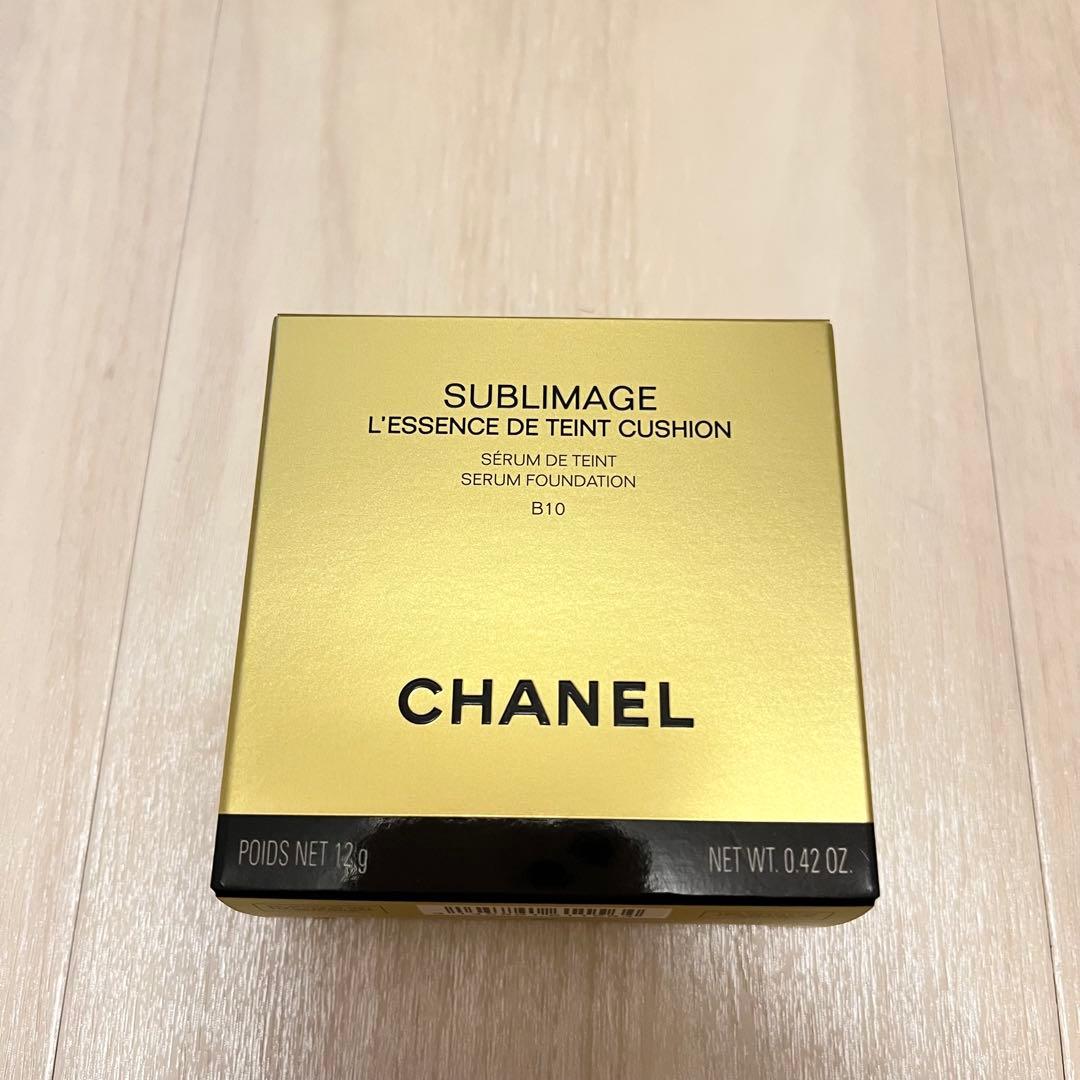 SUBLIMAGE
L'ESSENCE DE TEINT CUSHION
SÉRUM DE TEINT
SERUM FOUNDATION
B10
CHANEL
POIDS NET 12 g
NET WT. 0.42 OZ.